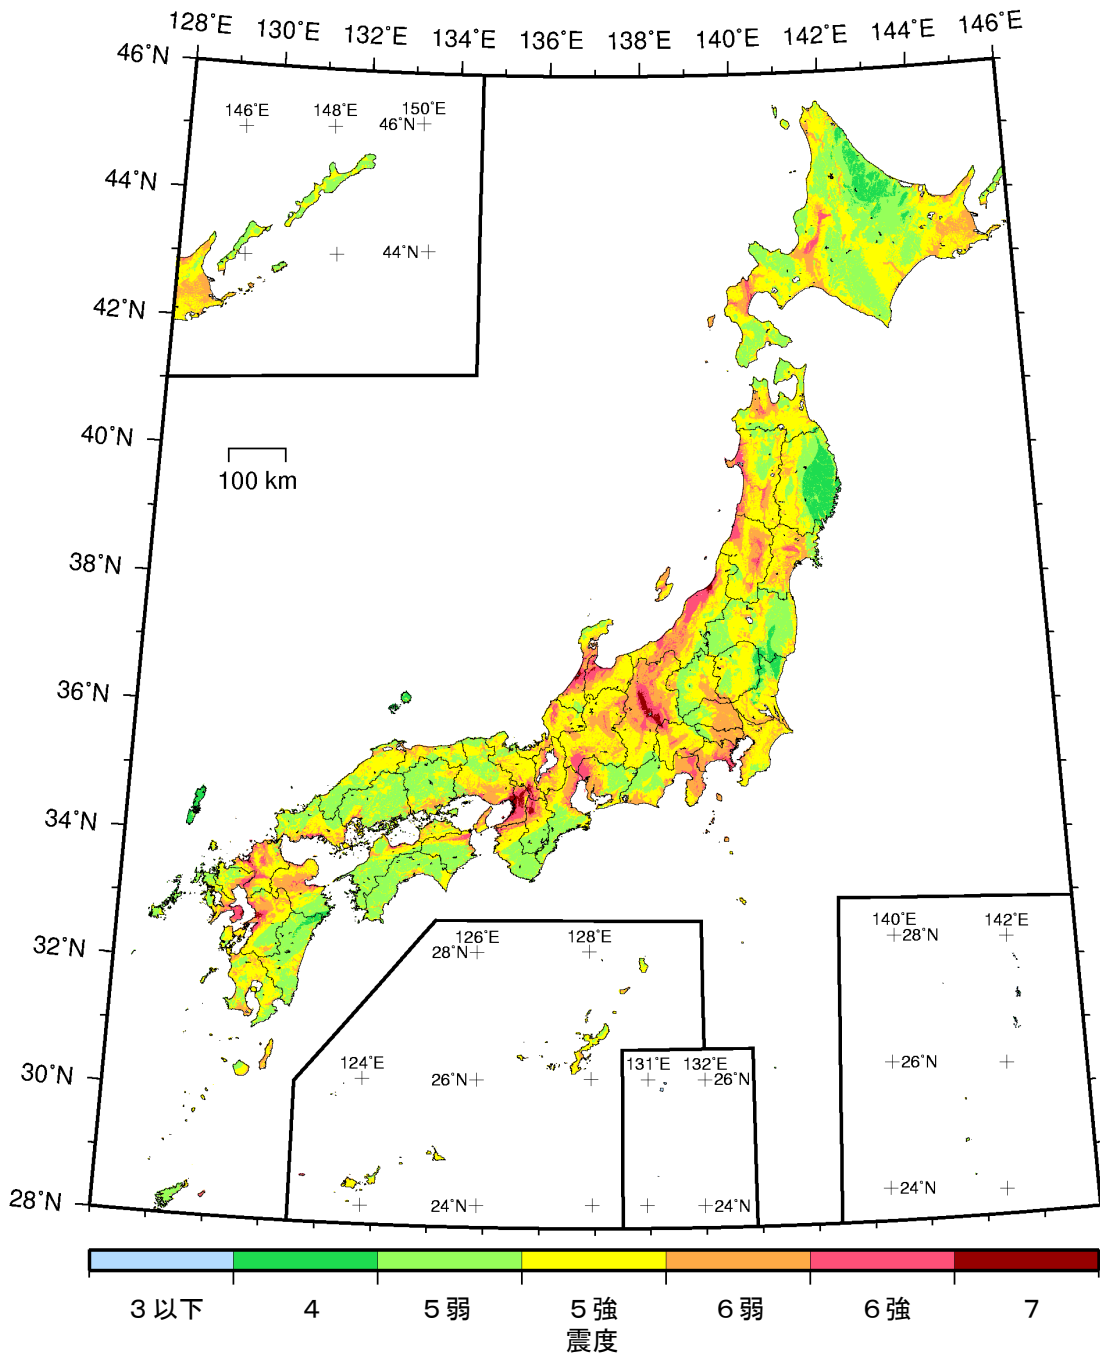 128°E 130°E 132°E 134°E 136°E 138°E 140°E 142°E 144°E 146°E
46°N
146°E 148°E 150°E
46°N
44°N
44°N
42°N
40°N
100 km
38°N
36°N
34°N
32°N
126°E 128°E
28°N
140°E 142°E
28°N
124°E
26°N
131°E 132°E
26°N
26°N
30°N
24°N
24°N
24°N
28°N
3以下 4 5弱 5強 6弱 6強 7
震度